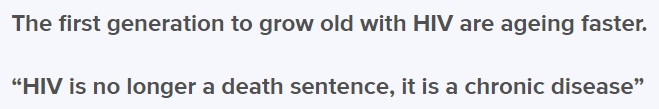 The first generation to grow old with HIV are ageing faster.
“HIV is no longer a death sentence, it is a chronic disease”